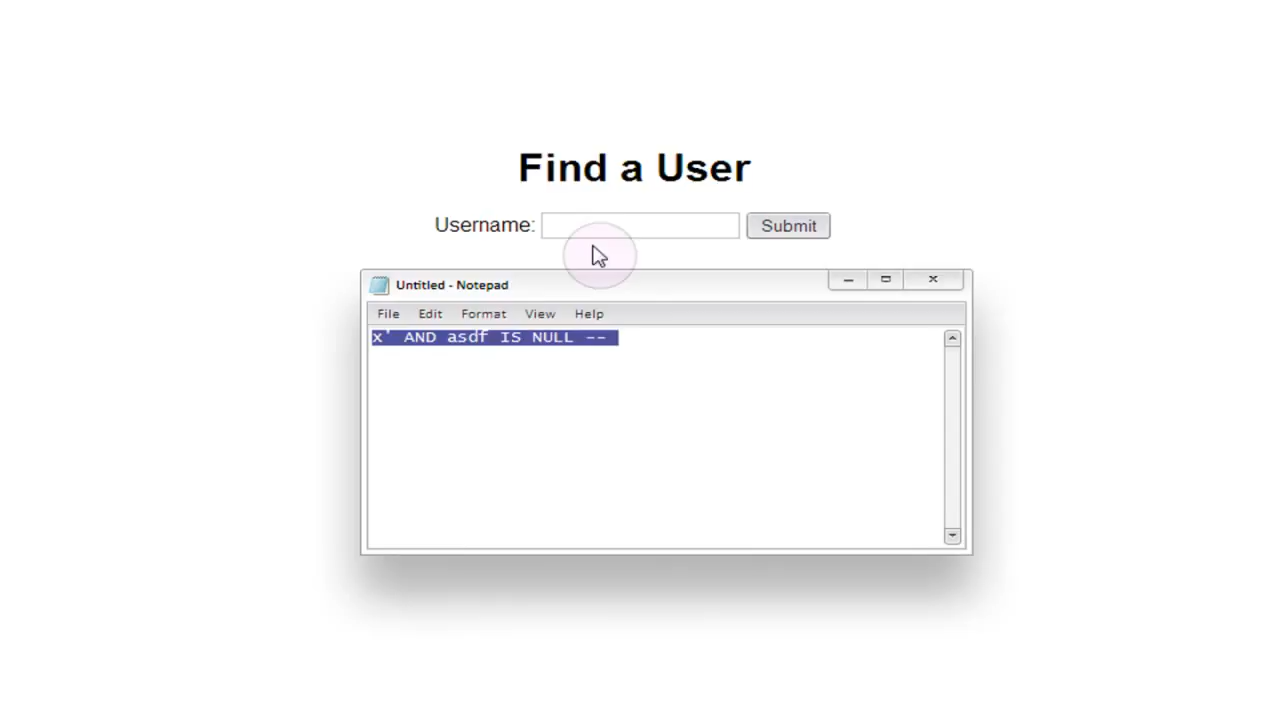 Find a User
Username: Submit
Untitled - Notepad
File Edit Format View Help
x' AND asdf IS NULL --